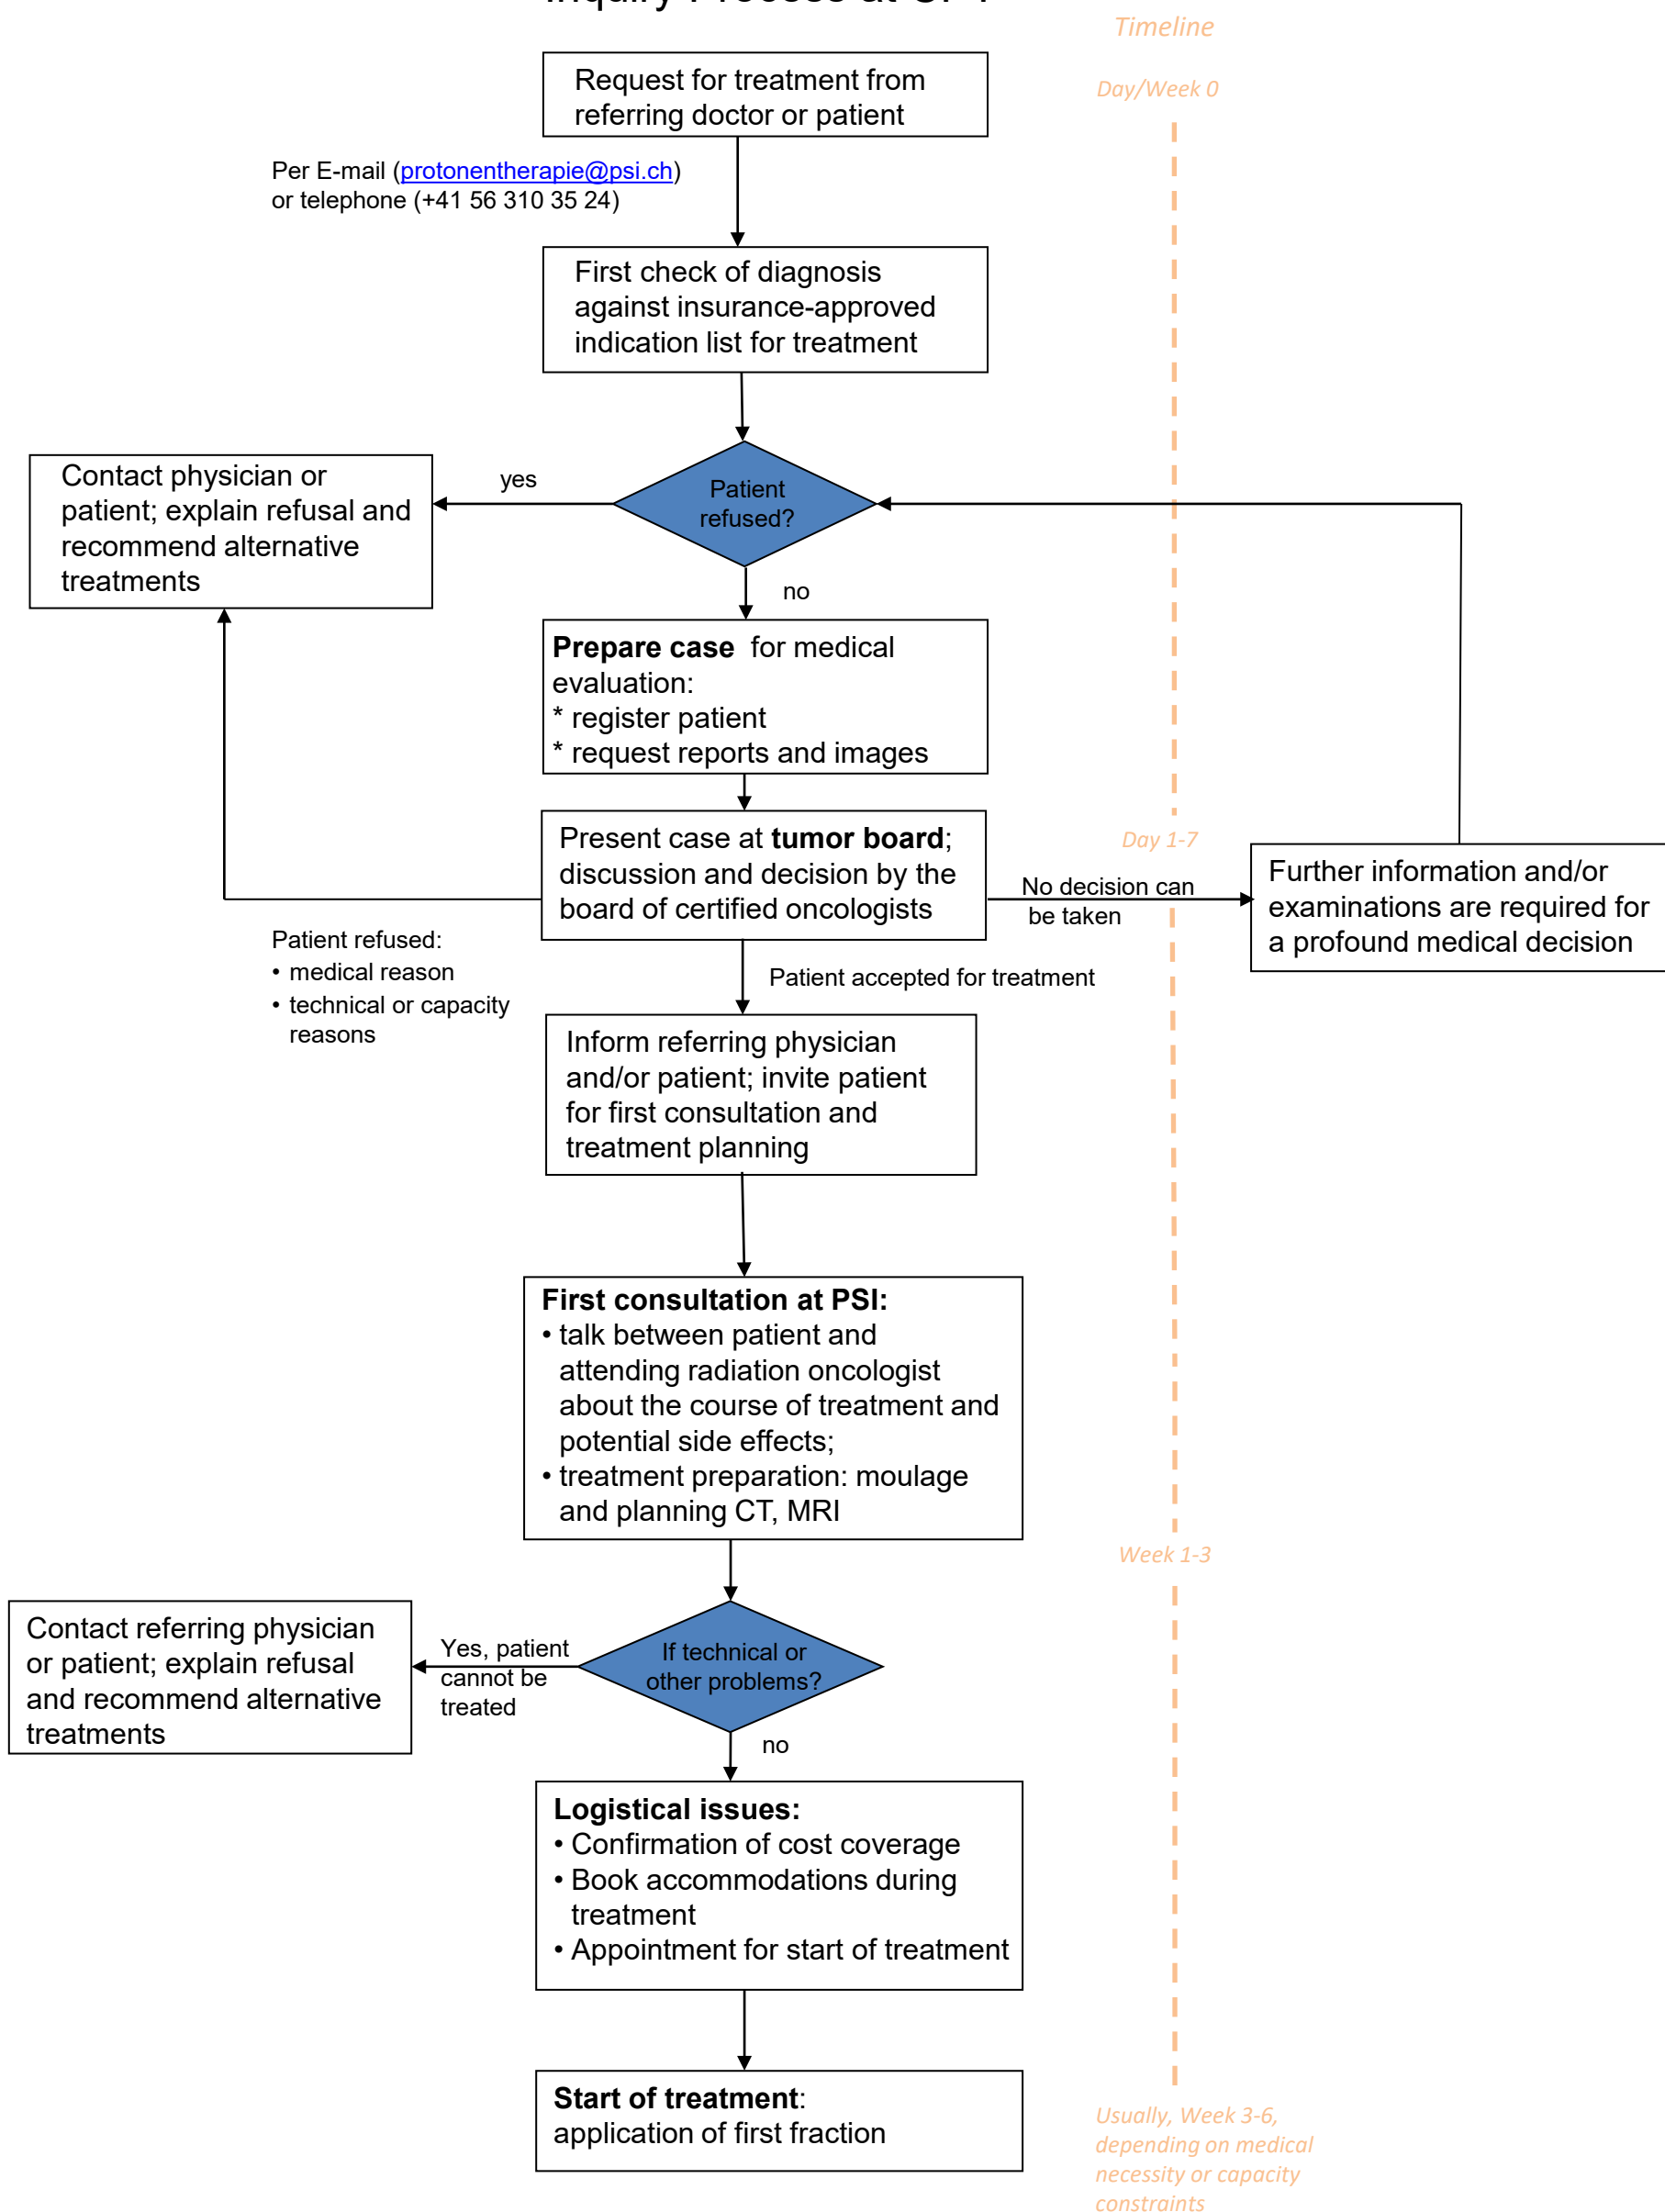 Timeline
Day/Week 0
Request for treatment from
referring doctor or patient
Per E-mail (protonentherapie@psi.ch)
or telephone (+41 56 310 35 24)
First check of diagnosis
against insurance-approved
indication list for treatment
Contact physician or
patient; explain refusal and
recommend alternative
treatments
yes
Patient
refused?
no
Prepare case for medical
evaluation:
* register patient
* request reports and images
Present case at tumor board;
discussion and decision by the
board of certified oncologists
Day 1-7
No decision can
be taken
Further information and/or
examinations are required for
a profound medical decision
Patient refused:
• medical reason
• technical or capacity
reasons
Patient accepted for treatment
Inform referring physician
and/or patient; invite patient
for first consultation and
treatment planning
First consultation at PSI:
• talk between patient and
attending radiation oncologist
about the course of treatment and
potential side effects;
• treatment preparation: moulage
and planning CT, MRI
Week 1-3
Contact referring physician
or patient; explain refusal
and recommend alternative
treatments
Yes, patient
cannot be
treated
If technical or
other problems?
no
Logistical issues:
• Confirmation of cost coverage
• Book accommodations during
treatment
• Appointment for start of treatment
Start of treatment:
application of first fraction
Usually, Week 3-6,
depending on medical
necessity or capacity
constraints